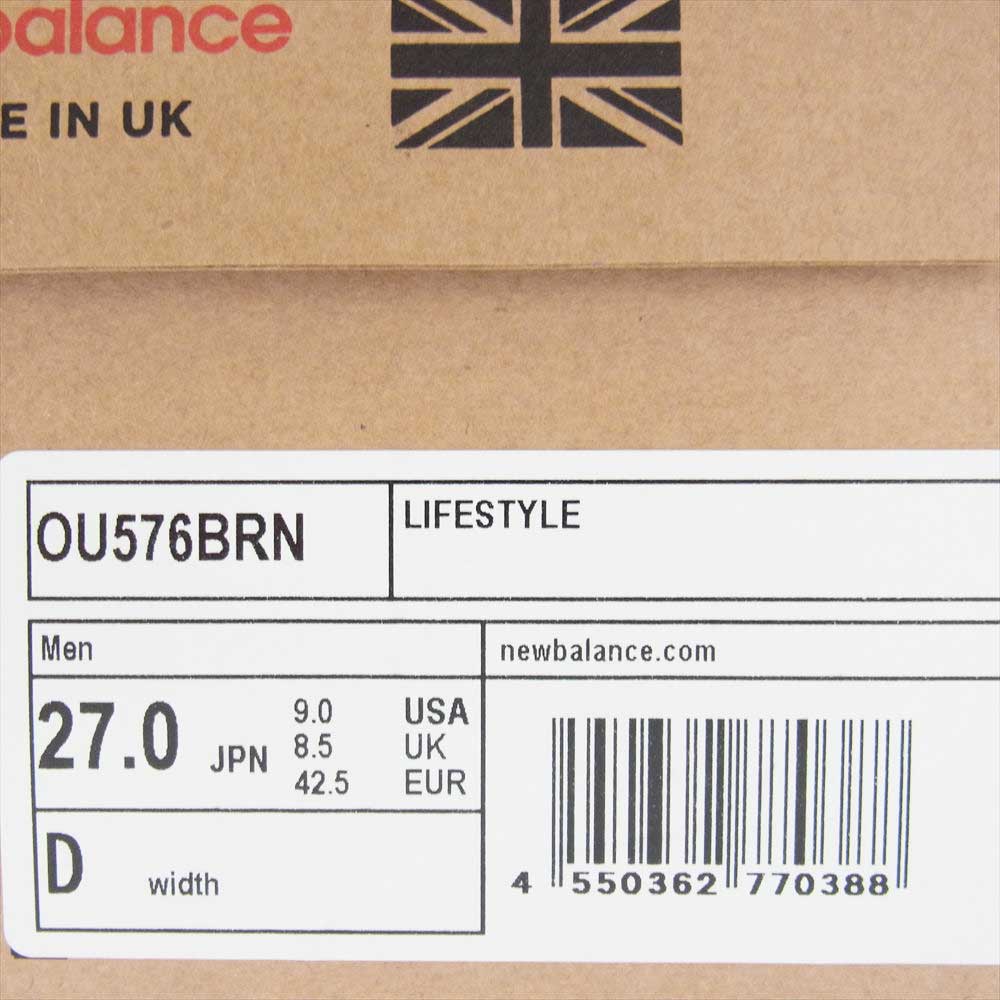 balance
E IN UK
OU576BRN
LIFESTYLE
Men
newbalance.com
27.0 JPN
9.0 USA
8.5 UK
42.5 EUR
D width
4 550362 770388